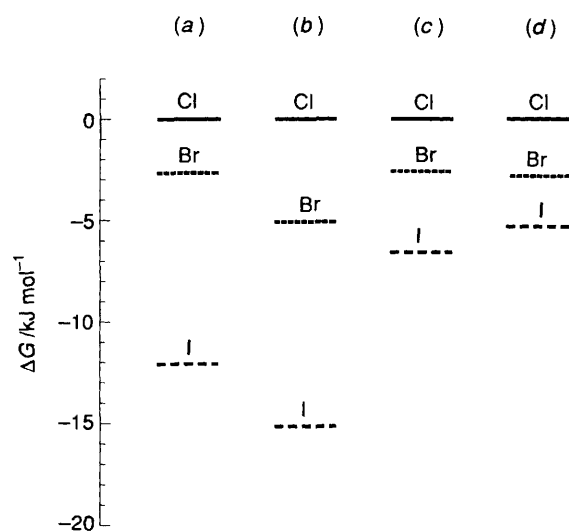 (a) (b) (c) (d)
Cl Cl Cl Cl
0
Br Br Br
Br
I I
−5
I
−10
I
−15
−20
ΔG /kJ mol⁻¹